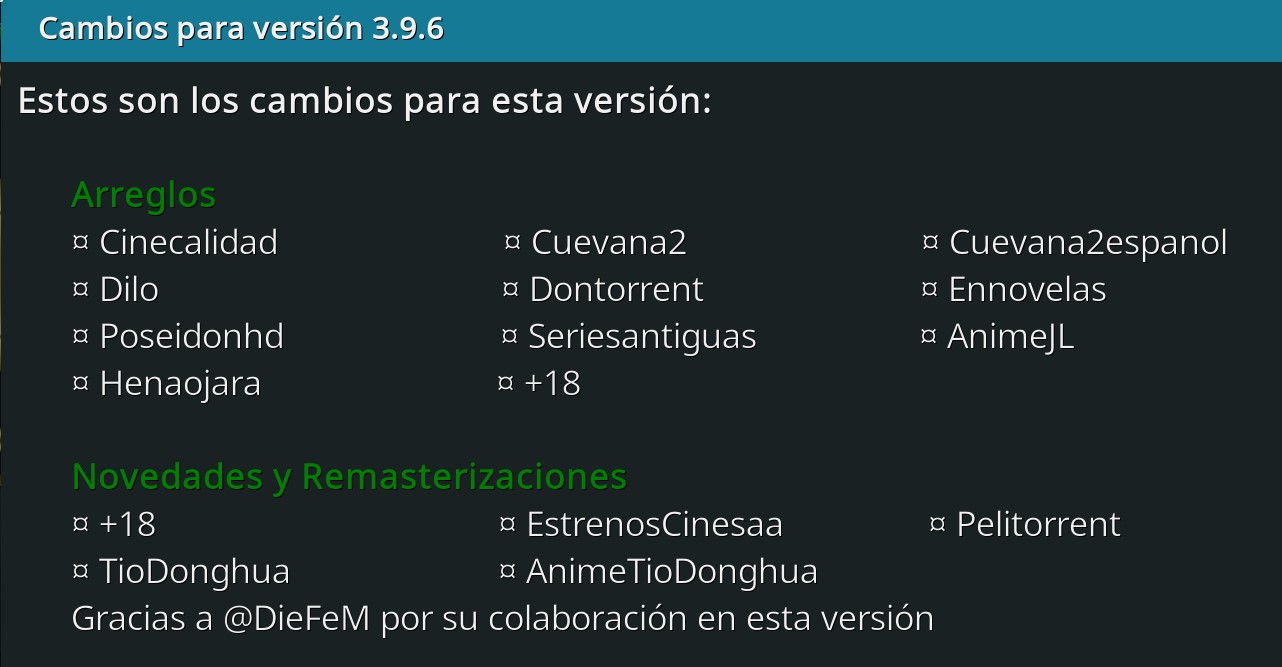 Cambios para versión 3.9.6
Estos son los cambios para esta versión:
Arreglos
¤ Cinecalidad ¤ Cuevana2 ¤ Cuevana2espanol
¤ Dilo ¤ Dontorrent ¤ Ennovelas
¤ Poseidonhd ¤ Seriesantiguas ¤ AnimeJL
¤ Henaojara ¤ +18
Novedades y Remasterizaciones
¤ +18 ¤ EstrenosCinesaa ¤ Pelitorrent
¤ TioDonghua ¤ AnimeTioDonghua
Gracias a @DieFeM por su colaboración en esta versión